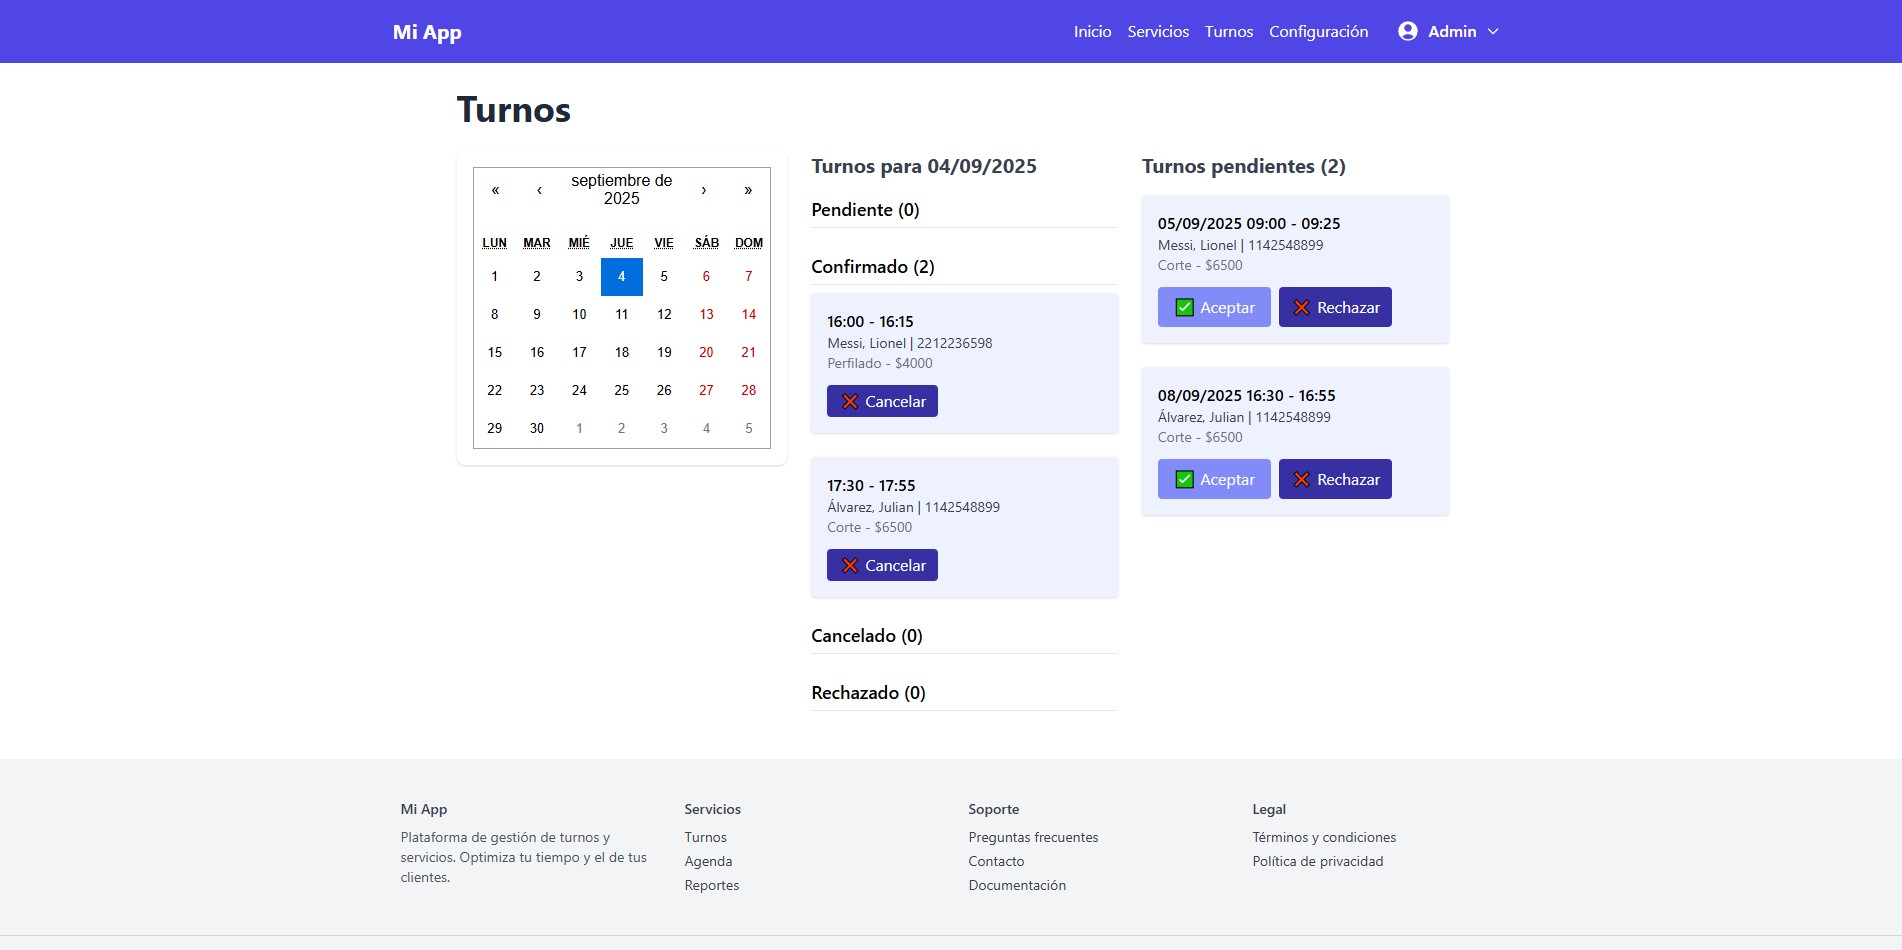 Mi App
Inicio Servicios Turnos Configuración Admin
Turnos
« ‹ septiembre de 2025 › »
LUN MAR MIÉ JUE VIE SÁB DOM
1 2 3 4 5 6 7
8 9 10 11 12 13 14
15 16 17 18 19 20 21
22 23 24 25 26 27 28
29 30 1 2 3 4 5
Turnos para 04/09/2025
Pendiente (0)
Confirmado (2)
16:00 - 16:15
Messi, Lionel | 2212236598
Perfilado - $4000
❌ Cancelar
17:30 - 17:55
Álvarez, Julian | 1142548899
Corte - $6500
❌ Cancelar
Cancelado (0)
Rechazado (0)
Turnos pendientes (2)
05/09/2025 09:00 - 09:25
Messi, Lionel | 1142548899
Corte - $6500
✅ Aceptar ❌ Rechazar
08/09/2025 16:30 - 16:55
Álvarez, Julian | 1142548899
Corte - $6500
✅ Aceptar ❌ Rechazar
Mi App
Plataforma de gestión de turnos y
servicios. Optimiza tu tiempo y el de tus
clientes.
Servicios
Turnos
Agenda
Reportes
Soporte
Preguntas frecuentes
Contacto
Documentación
Legal
Términos y condiciones
Política de privacidad